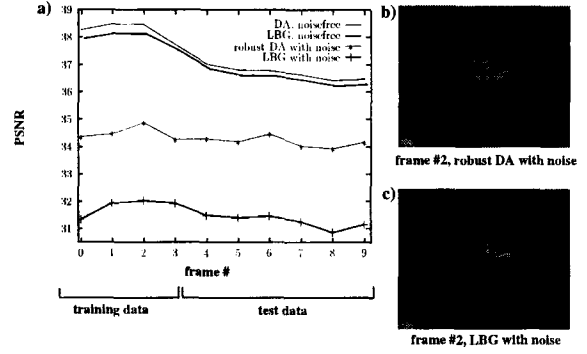 a)
39
38
37
36
35
34
33
32
31
PSNR
DA. noisefree
LBG. noisefree
robust DA with noise
LBG with noise
0 1 2 3 4 5 6 7 8 9
frame #
training data
test data
b)
frame #2, robust DA with noise
c)
frame #2, LBG with noise